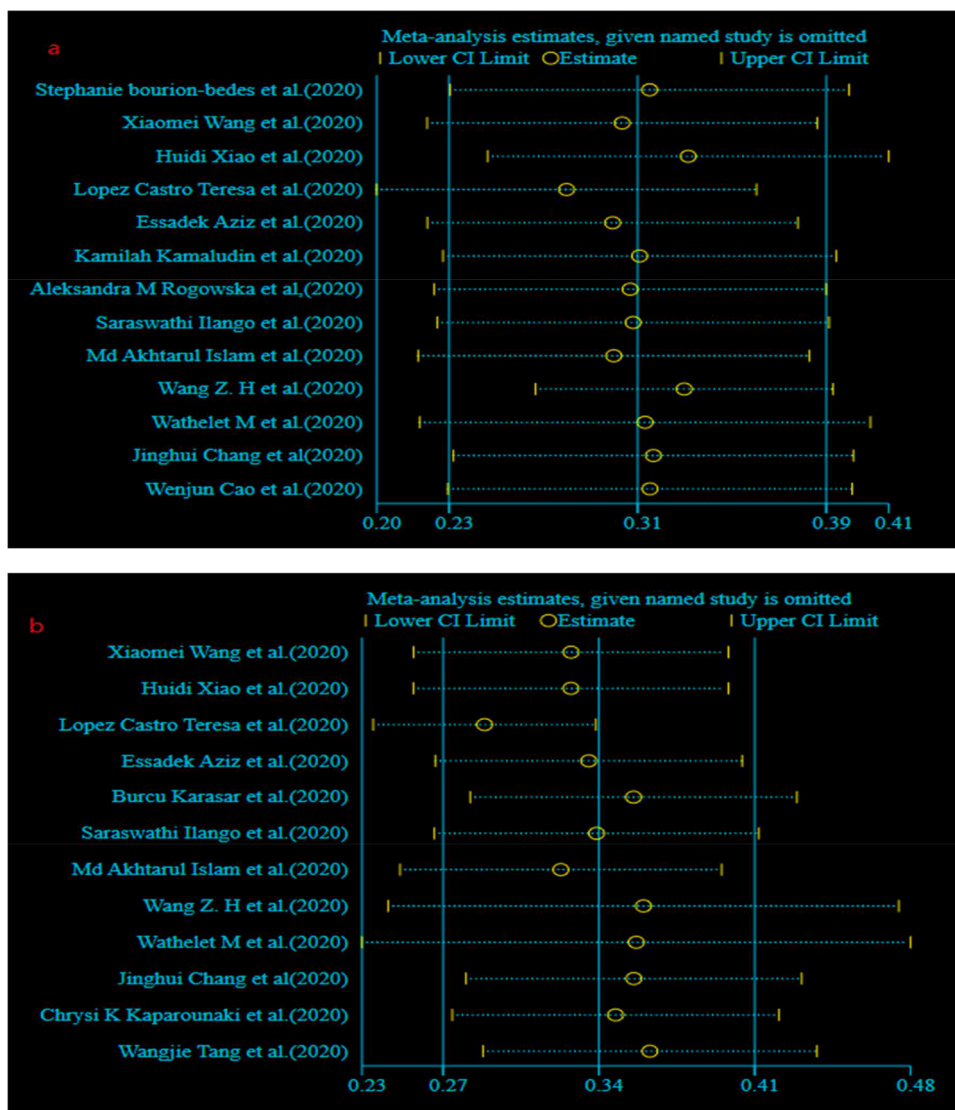 a
Meta-analysis estimates, given named study is omitted
Lower CI Limit Estimate Upper CI Limit
Stephanie bourion-bedes et al.(2020)
Xiaomei Wang et al.(2020)
Huidi Xiao et al.(2020)
Lopez Castro Teresa et al.(2020)
Essadek Aziz et al.(2020)
Kamilah Kamaludin et al.(2020)
Aleksandra M Rogowska et al,(2020)
Saraswathi Ilango et al.(2020)
Md Akhtarul Islam et al.(2020)
Wang Z. H et al.(2020)
Wathelet M et al.(2020)
Jinghui Chang et al(2020)
Wenjun Cao et al.(2020)
0.20 0.23 0.31 0.39 0.41
b
Meta-analysis estimates, given named study is omitted
Lower CI Limit Estimate Upper CI Limit
Xiaomei Wang et al.(2020)
Huidi Xiao et al.(2020)
Lopez Castro Teresa et al.(2020)
Essadek Aziz et al.(2020)
Burcu Karasar et al.(2020)
Saraswathi Ilango et al.(2020)
Md Akhtarul Islam et al.(2020)
Wang Z. H et al.(2020)
Wathelet M et al.(2020)
Jinghui Chang et al(2020)
Chrysi K Kaparounaki et al.(2020)
Wangjie Tang et al.(2020)
0.23 0.27 0.34 0.41 0.48